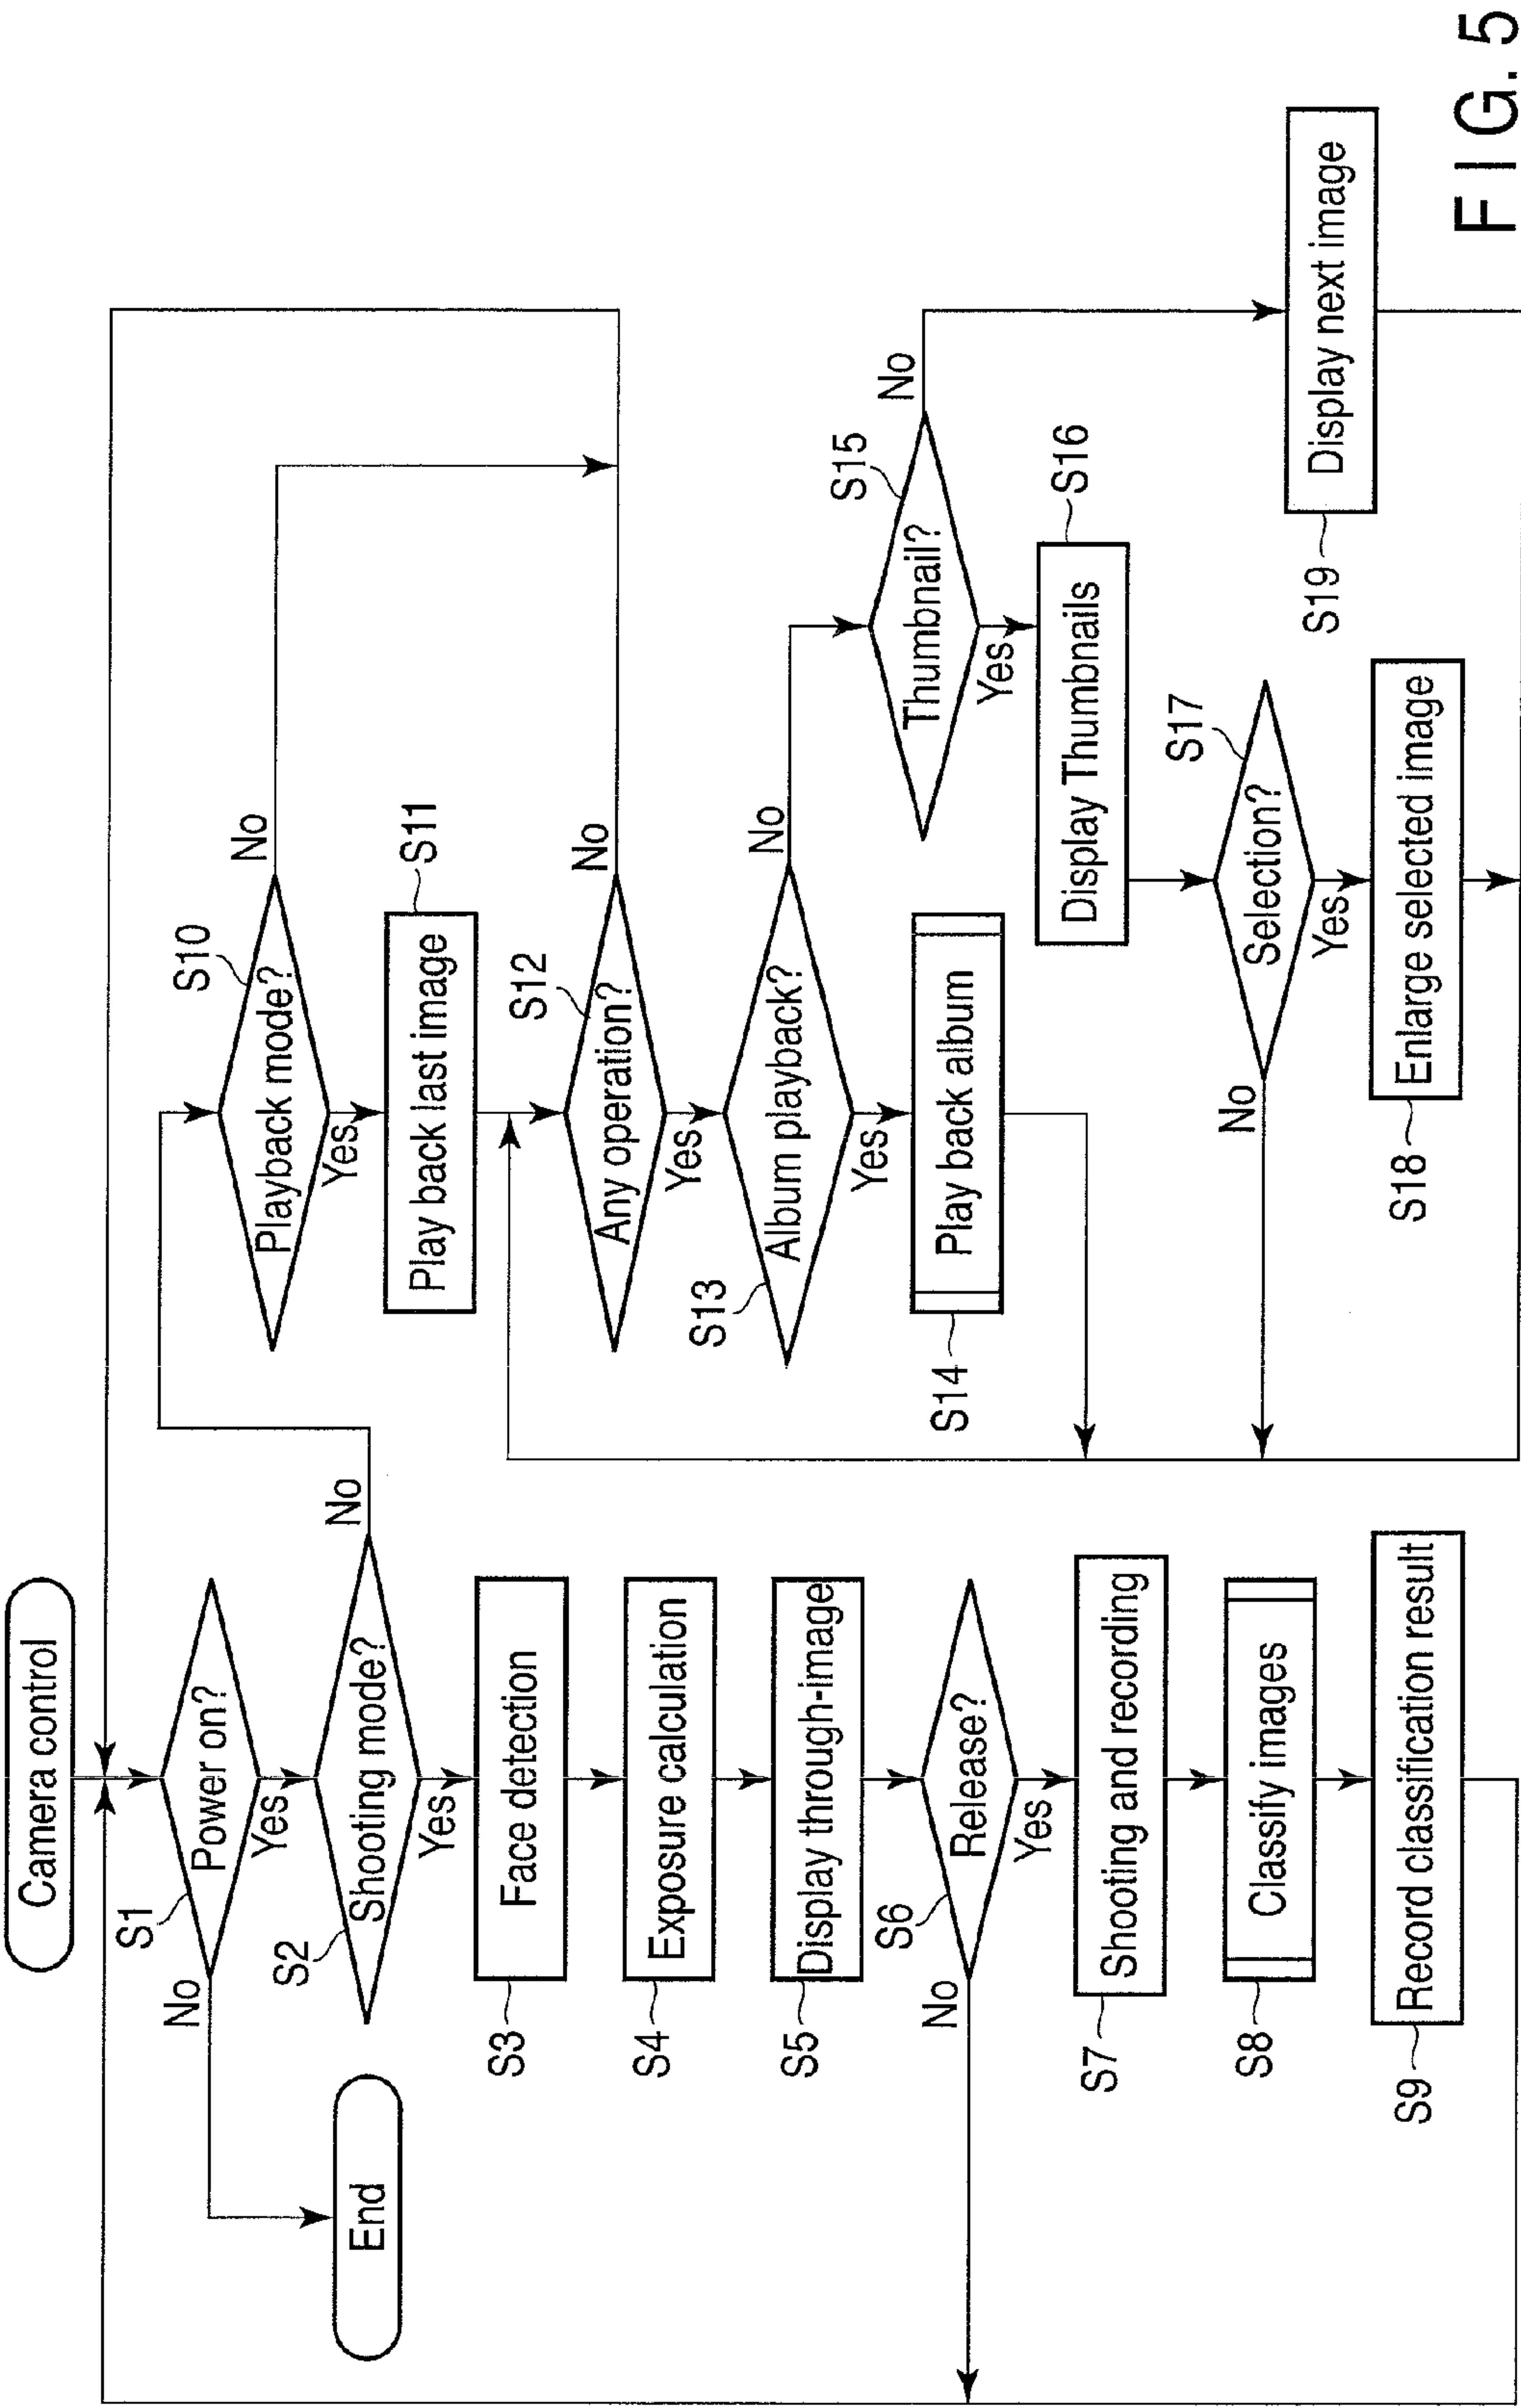 Camera control
S1
Power on?
No
Yes
End
S2
Shooting mode?
No
Yes
S3
Face detection
S4
Exposure calculation
S5
Display through-image
S6
Release?
No
Yes
S7
Shooting and recording
S8
Classify images
S9
Record classification result
S10
Playback mode?
No
Yes
S11
Play back last image
S12
Any operation?
No
Yes
S13
Album playback?
No
Yes
S14
Play back album
S15
Thumbnail?
No
Yes
S16
Display Thumbnails
S17
Selection?
No
Yes
S18
Enlarge selected image
S19
Display next image
FIG. 5